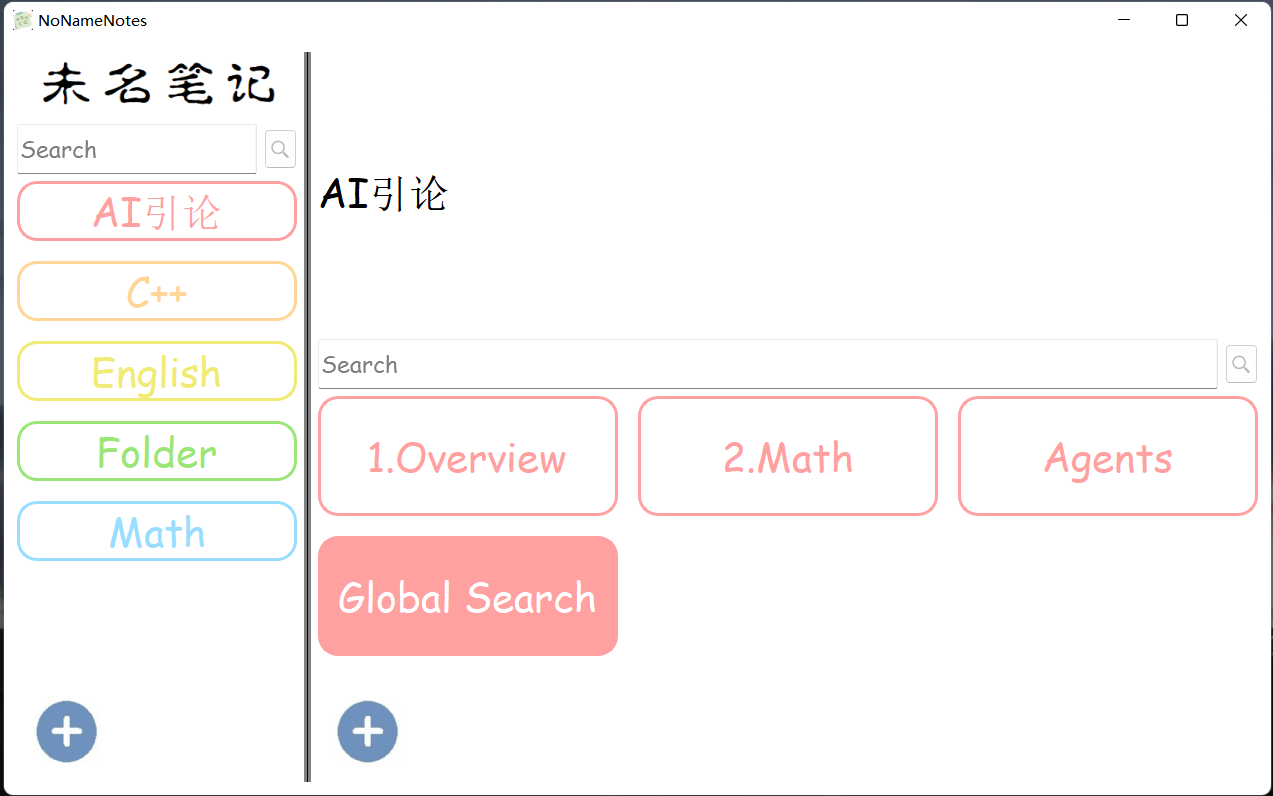 NoNameNotes
未名笔记
Search
AI引论
C++
English
Folder
Math
AI引论
Search
1.Overview
2.Math
Agents
Global Search